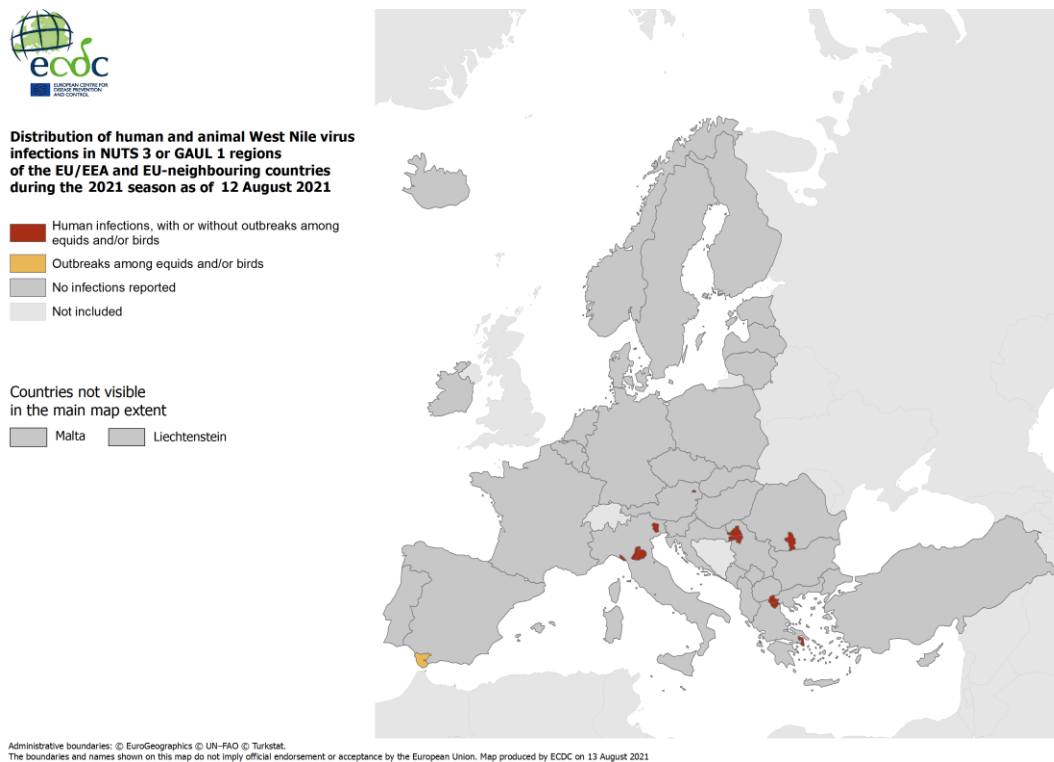 ecdc
EUROPEAN CENTRE FOR
DISEASE PREVENTION
AND CONTROL
Distribution of human and animal West Nile virus
infections in NUTS 3 or GAUL 1 regions
of the EU/EEA and EU-neighbouring countries
during the 2021 season as of 12 August 2021
Human infections, with or without outbreaks among
equids and/or birds
Outbreaks among equids and/or birds
No infections reported
Not included
Countries not visible
in the main map extent
Malta
Liechtenstein
Administrative boundaries: © EuroGeographics © UN–FAO © Turkstat.
The boundaries and names shown on this map do not imply official endorsement or acceptance by the European Union. Map produced by ECDC on 13 August 2021